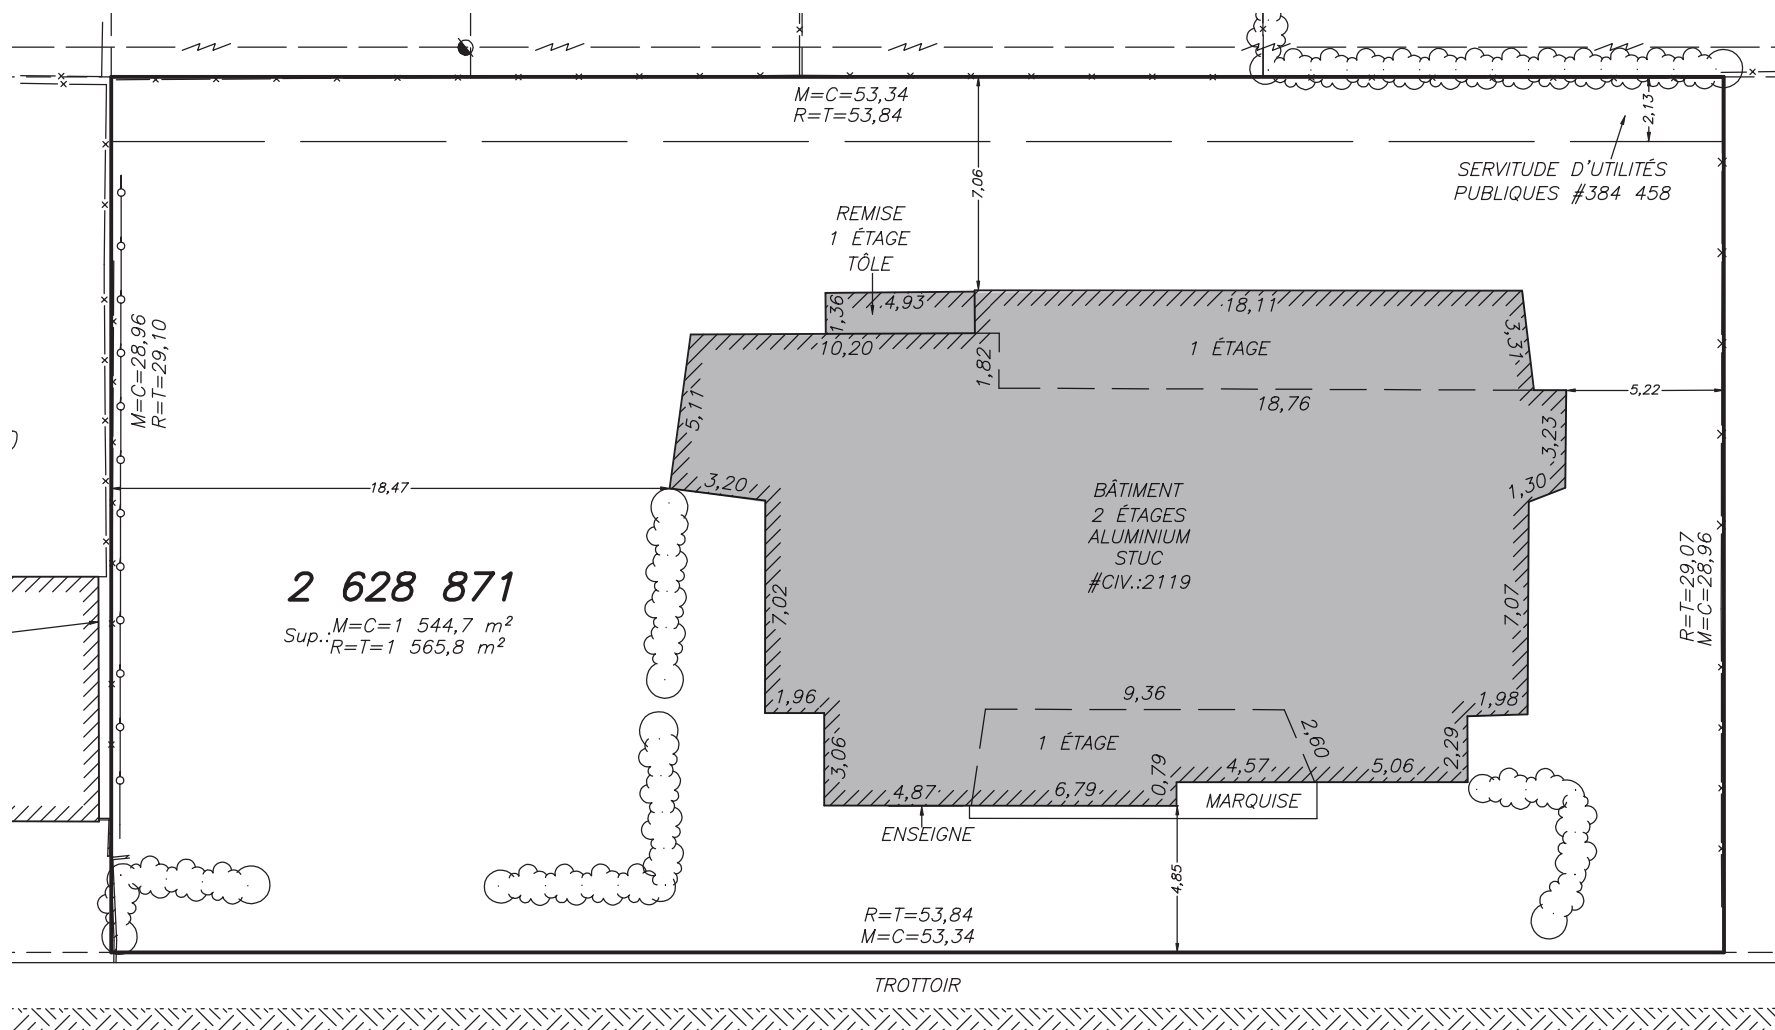 M=C=53,34
R=T=53,84
2,13
SERVITUDE D'UTILITÉS
PUBLIQUES #384 458
7,06
REMISE
1 ÉTAGE
TÔLE
1,36
4,93
18,11
3,31
10,20
1,82
1 ÉTAGE
18,76
5,22
M=C=28,96
R=T=29,10
5,11
3,23
18,47
3,20
1,30
BÂTIMENT
2 ÉTAGES
ALUMINIUM
STUC
#CIV.:2119
2 628 871
Sup.: M=C=1 544,7 m²
R=T=1 565,8 m²
7,02
7,07
R=T=29,07
M=C=28,96
1,96
9,36
1,98
3,06
1 ÉTAGE
2,60
2,29
0,79
4,57
5,06
4,87
6,79
MARQUISE
ENSEIGNE
4,85
R=T=53,84
M=C=53,34
TROTTOIR